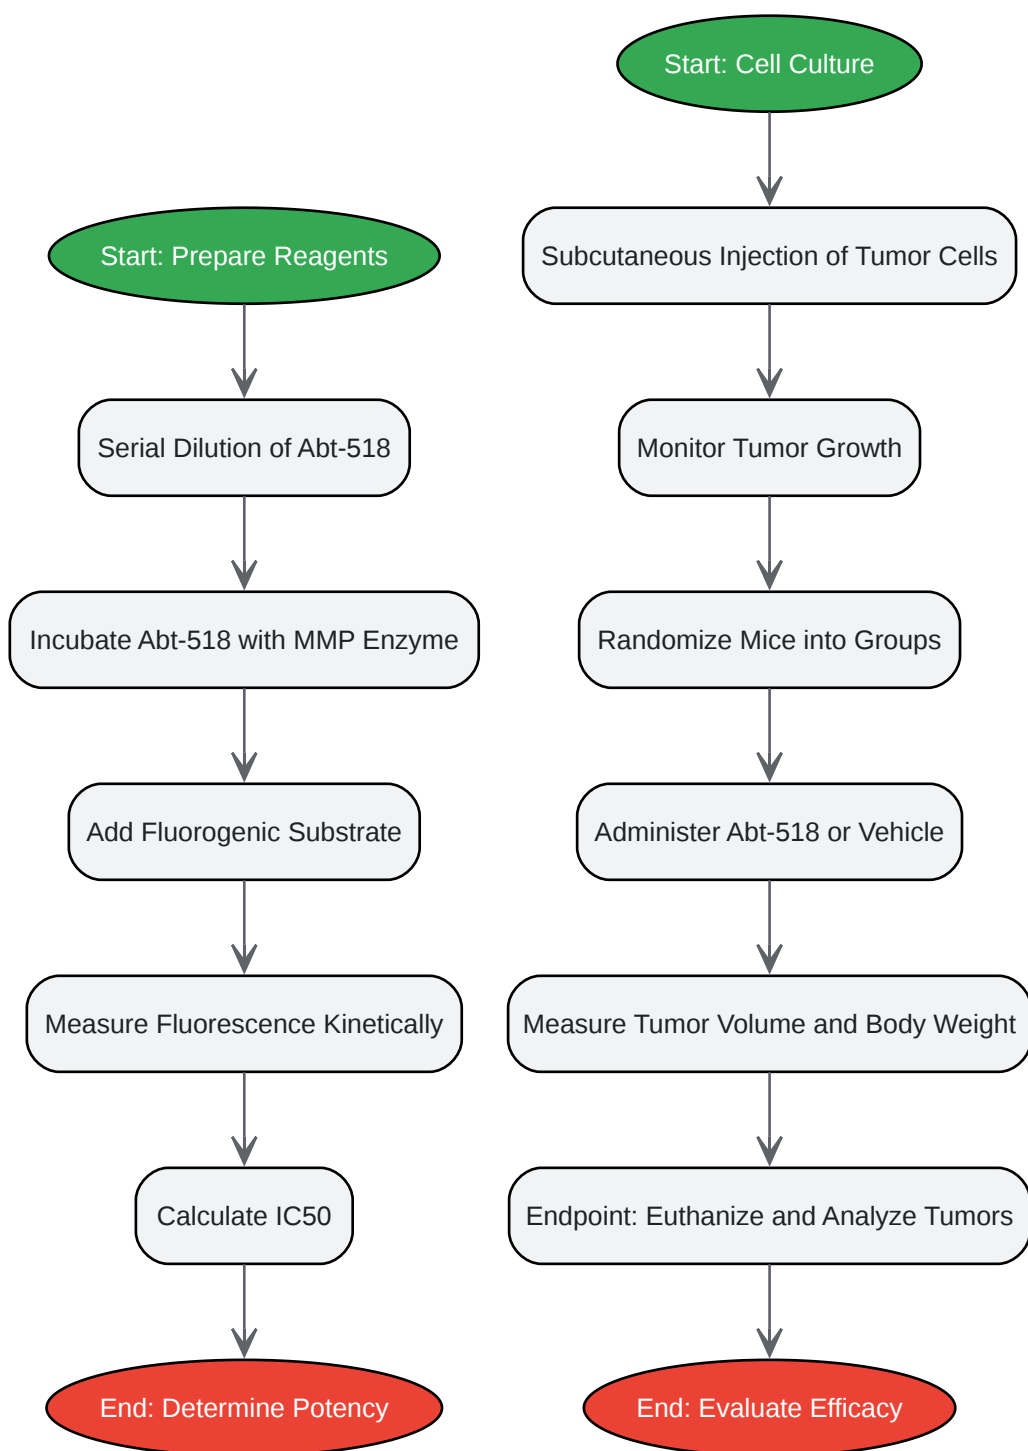 Start: Prepare Reagents
Serial Dilution of Abt-518
Incubate Abt-518 with MMP Enzyme
Add Fluorogenic Substrate
Measure Fluorescence Kinetically
Calculate IC50
End: Determine Potency
Start: Cell Culture
Subcutaneous Injection of Tumor Cells
Monitor Tumor Growth
Randomize Mice into Groups
Administer Abt-518 or Vehicle
Measure Tumor Volume and Body Weight
Endpoint: Euthanize and Analyze Tumors
End: Evaluate Efficacy